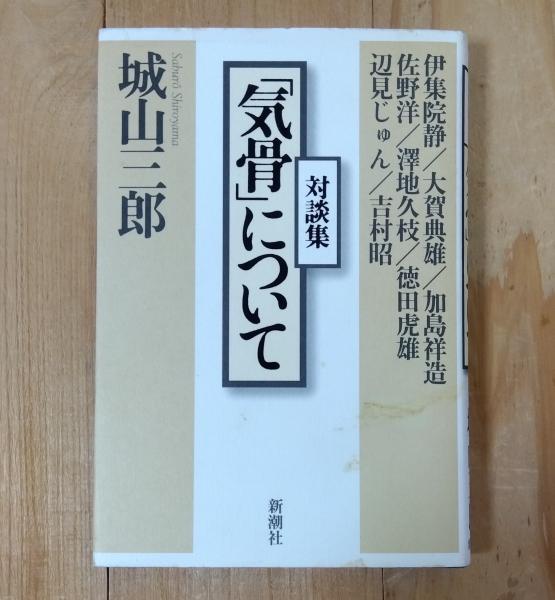 伊集院静／大賀典雄／加島祥造
佐野洋／澤地久枝／徳田虎雄
辺見じゅん／吉村昭
対談集
「気骨」について
城山三郎
Saburō Shiroyama
新潮社